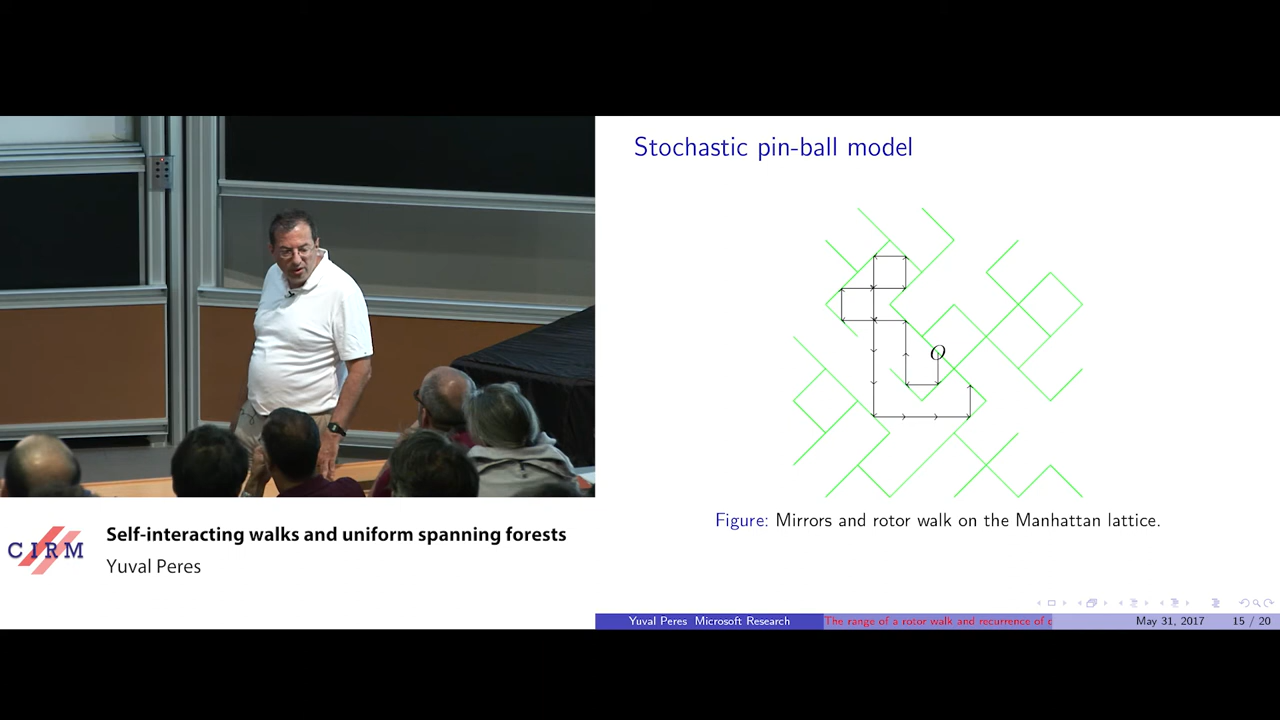 Stochastic pin-ball model
O
Figure: Mirrors and rotor walk on the Manhattan lattice.
Yuval Peres Microsoft Research
The range of a rotor walk and recurrence of
May 31, 2017
15 / 20
CIRM
Self-interacting walks and uniform spanning forests
Yuval Peres